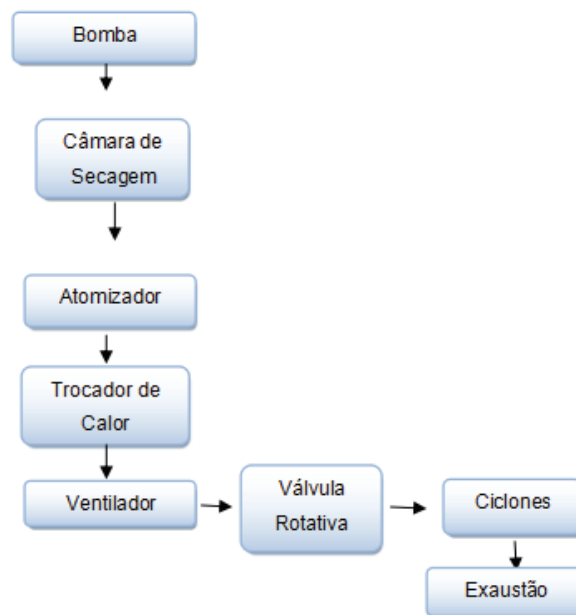 Bomba
Câmara de
Secagem
Atomizador
Trocador de
Calor
Ventilador
Válvula
Rotativa
Ciclones
Exaustão